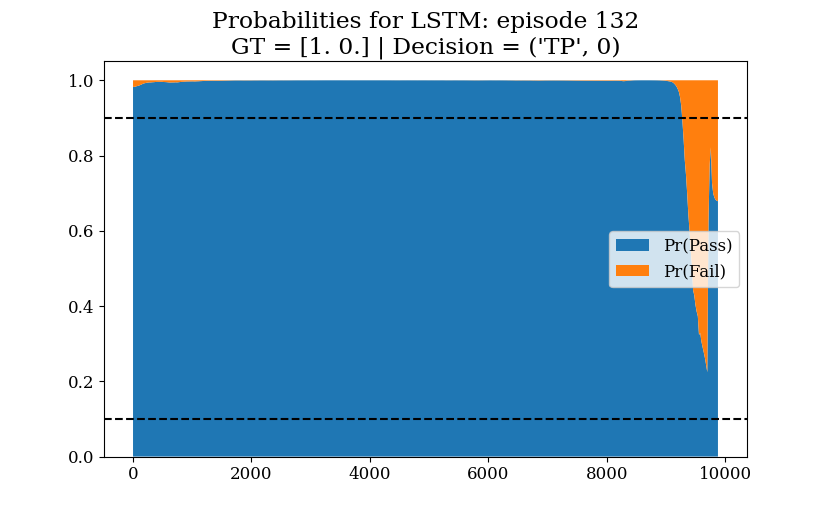 Probabilities for LSTM: episode 132
GT = [1. 0.] | Decision = ('TP', 0)
1.0
0.8
0.6
0.4
0.2
0.0
Pr(Pass)
Pr(Fail)
0 2000 4000 6000 8000 10000